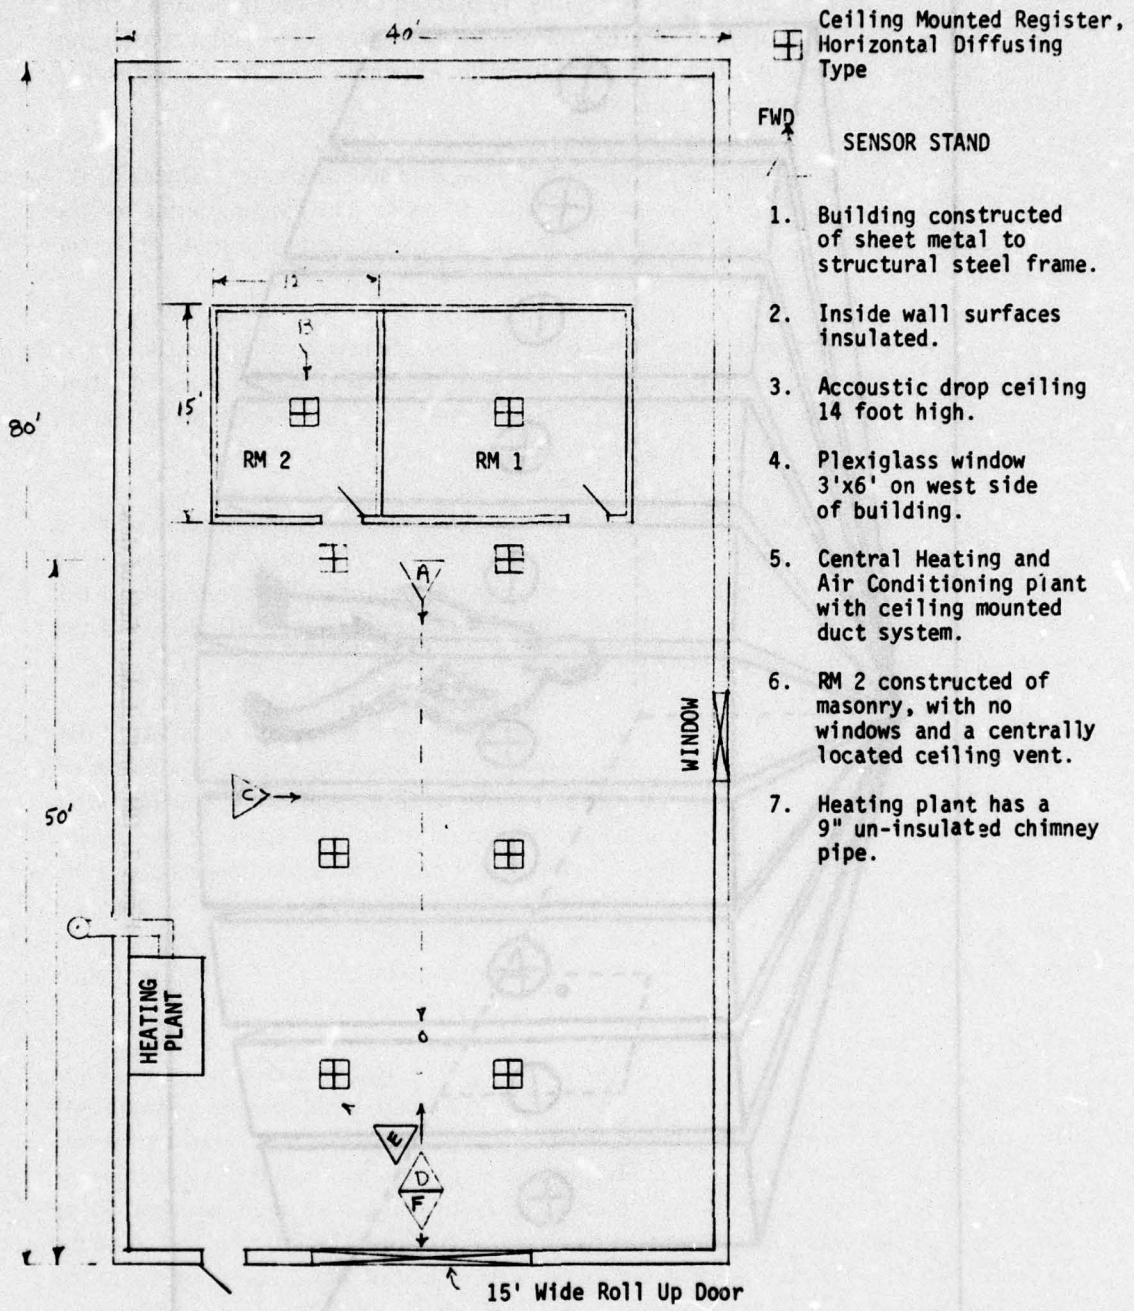 40'
Ceiling Mounted Register,
Horizontal Diffusing
Type
FWD
SENSOR STAND
1. Building constructed
of sheet metal to
structural steel frame.
2. Inside wall surfaces
insulated.
3. Accoustic drop ceiling
14 foot high.
4. Plexiglass window
3'x6' on west side
of building.
5. Central Heating and
Air Conditioning plant
with ceiling mounted
duct system.
6. RM 2 constructed of
masonry, with no
windows and a centrally
located ceiling vent.
7. Heating plant has a
9" un-insulated chimney
pipe.
12'
B
15'
80'
RM 2
RM 1
A
WINDOW
C
50'
HEATING
PLANT
E
D
F
15' Wide Roll Up Door